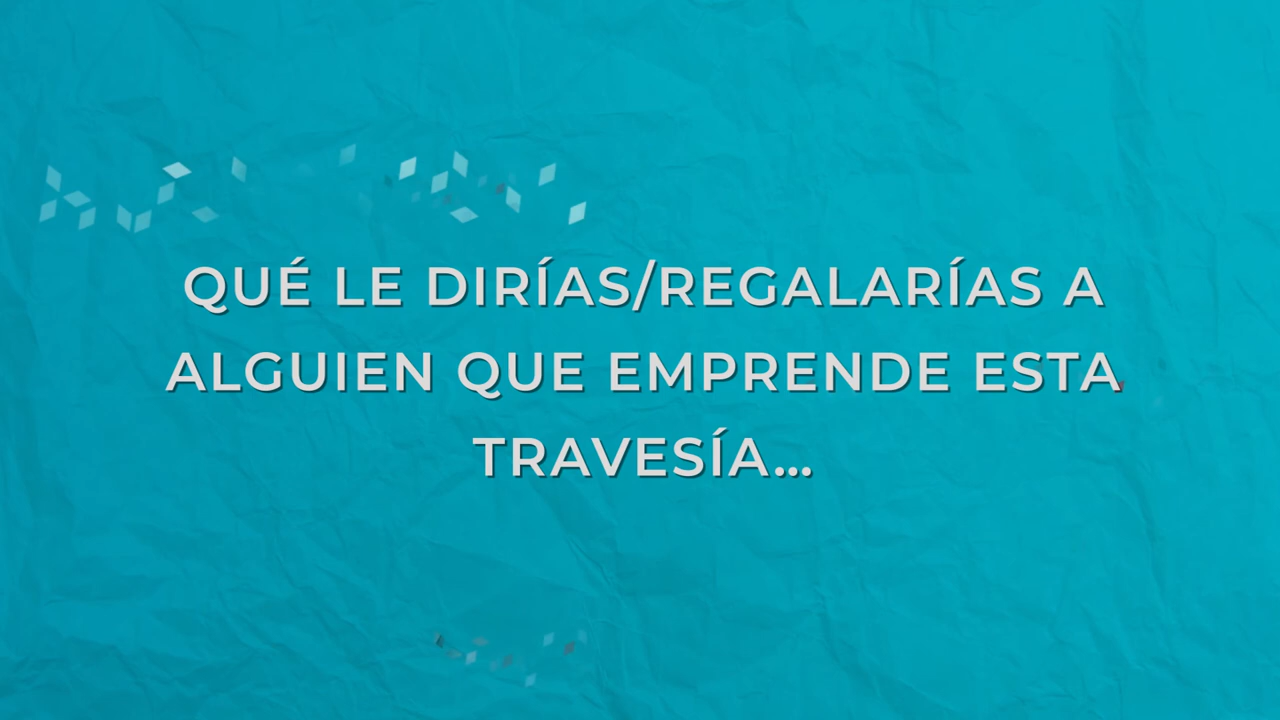 QUÉ LE DIRÍAS/REGALARÍAS A
ALGUIEN QUE EMPRENDE ESTA
TRAVESÍA...